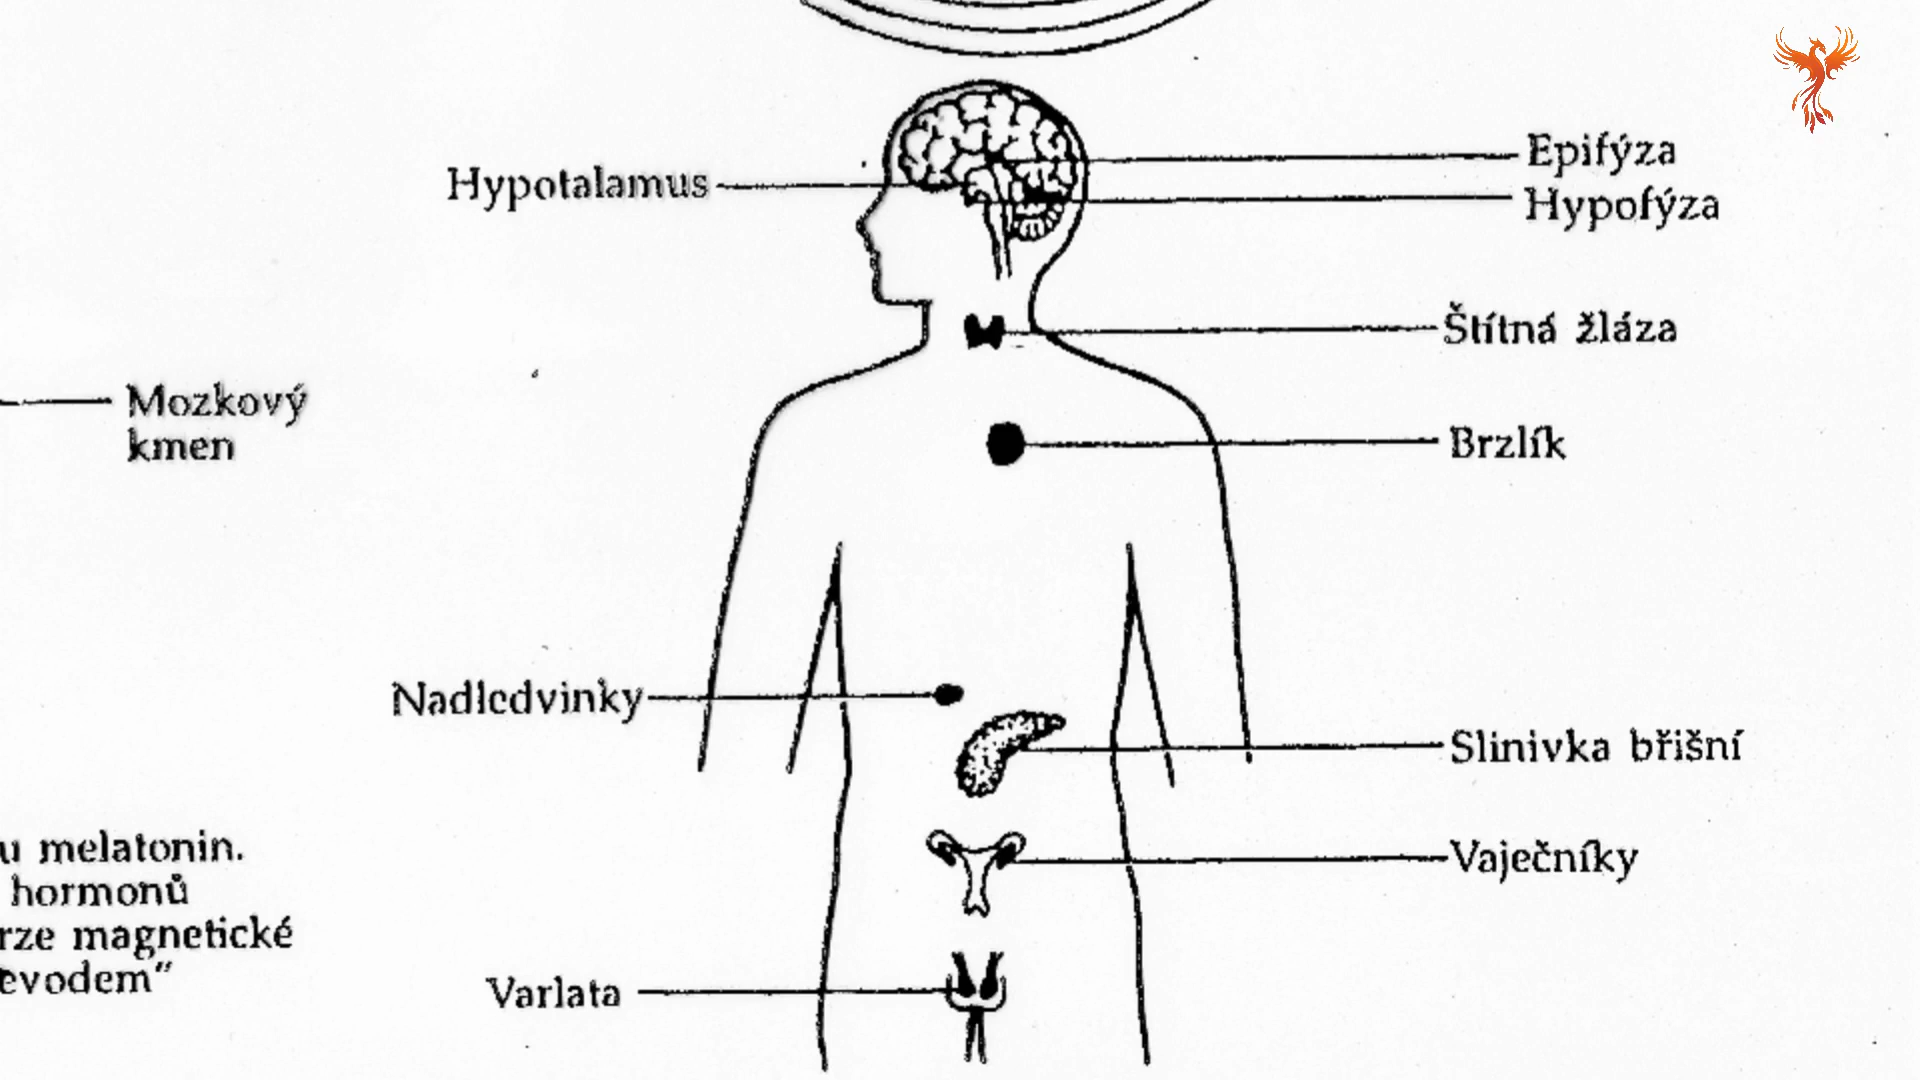 Epifýza
Hypotalamus
Hypofýza
Štítná žláza
Mozkový
kmen
Brzlík
Nadledvinky
Slinivka břišní
u melatonin.
Vaječníky
hormonů
rze magnetické
evodem“
Varlata